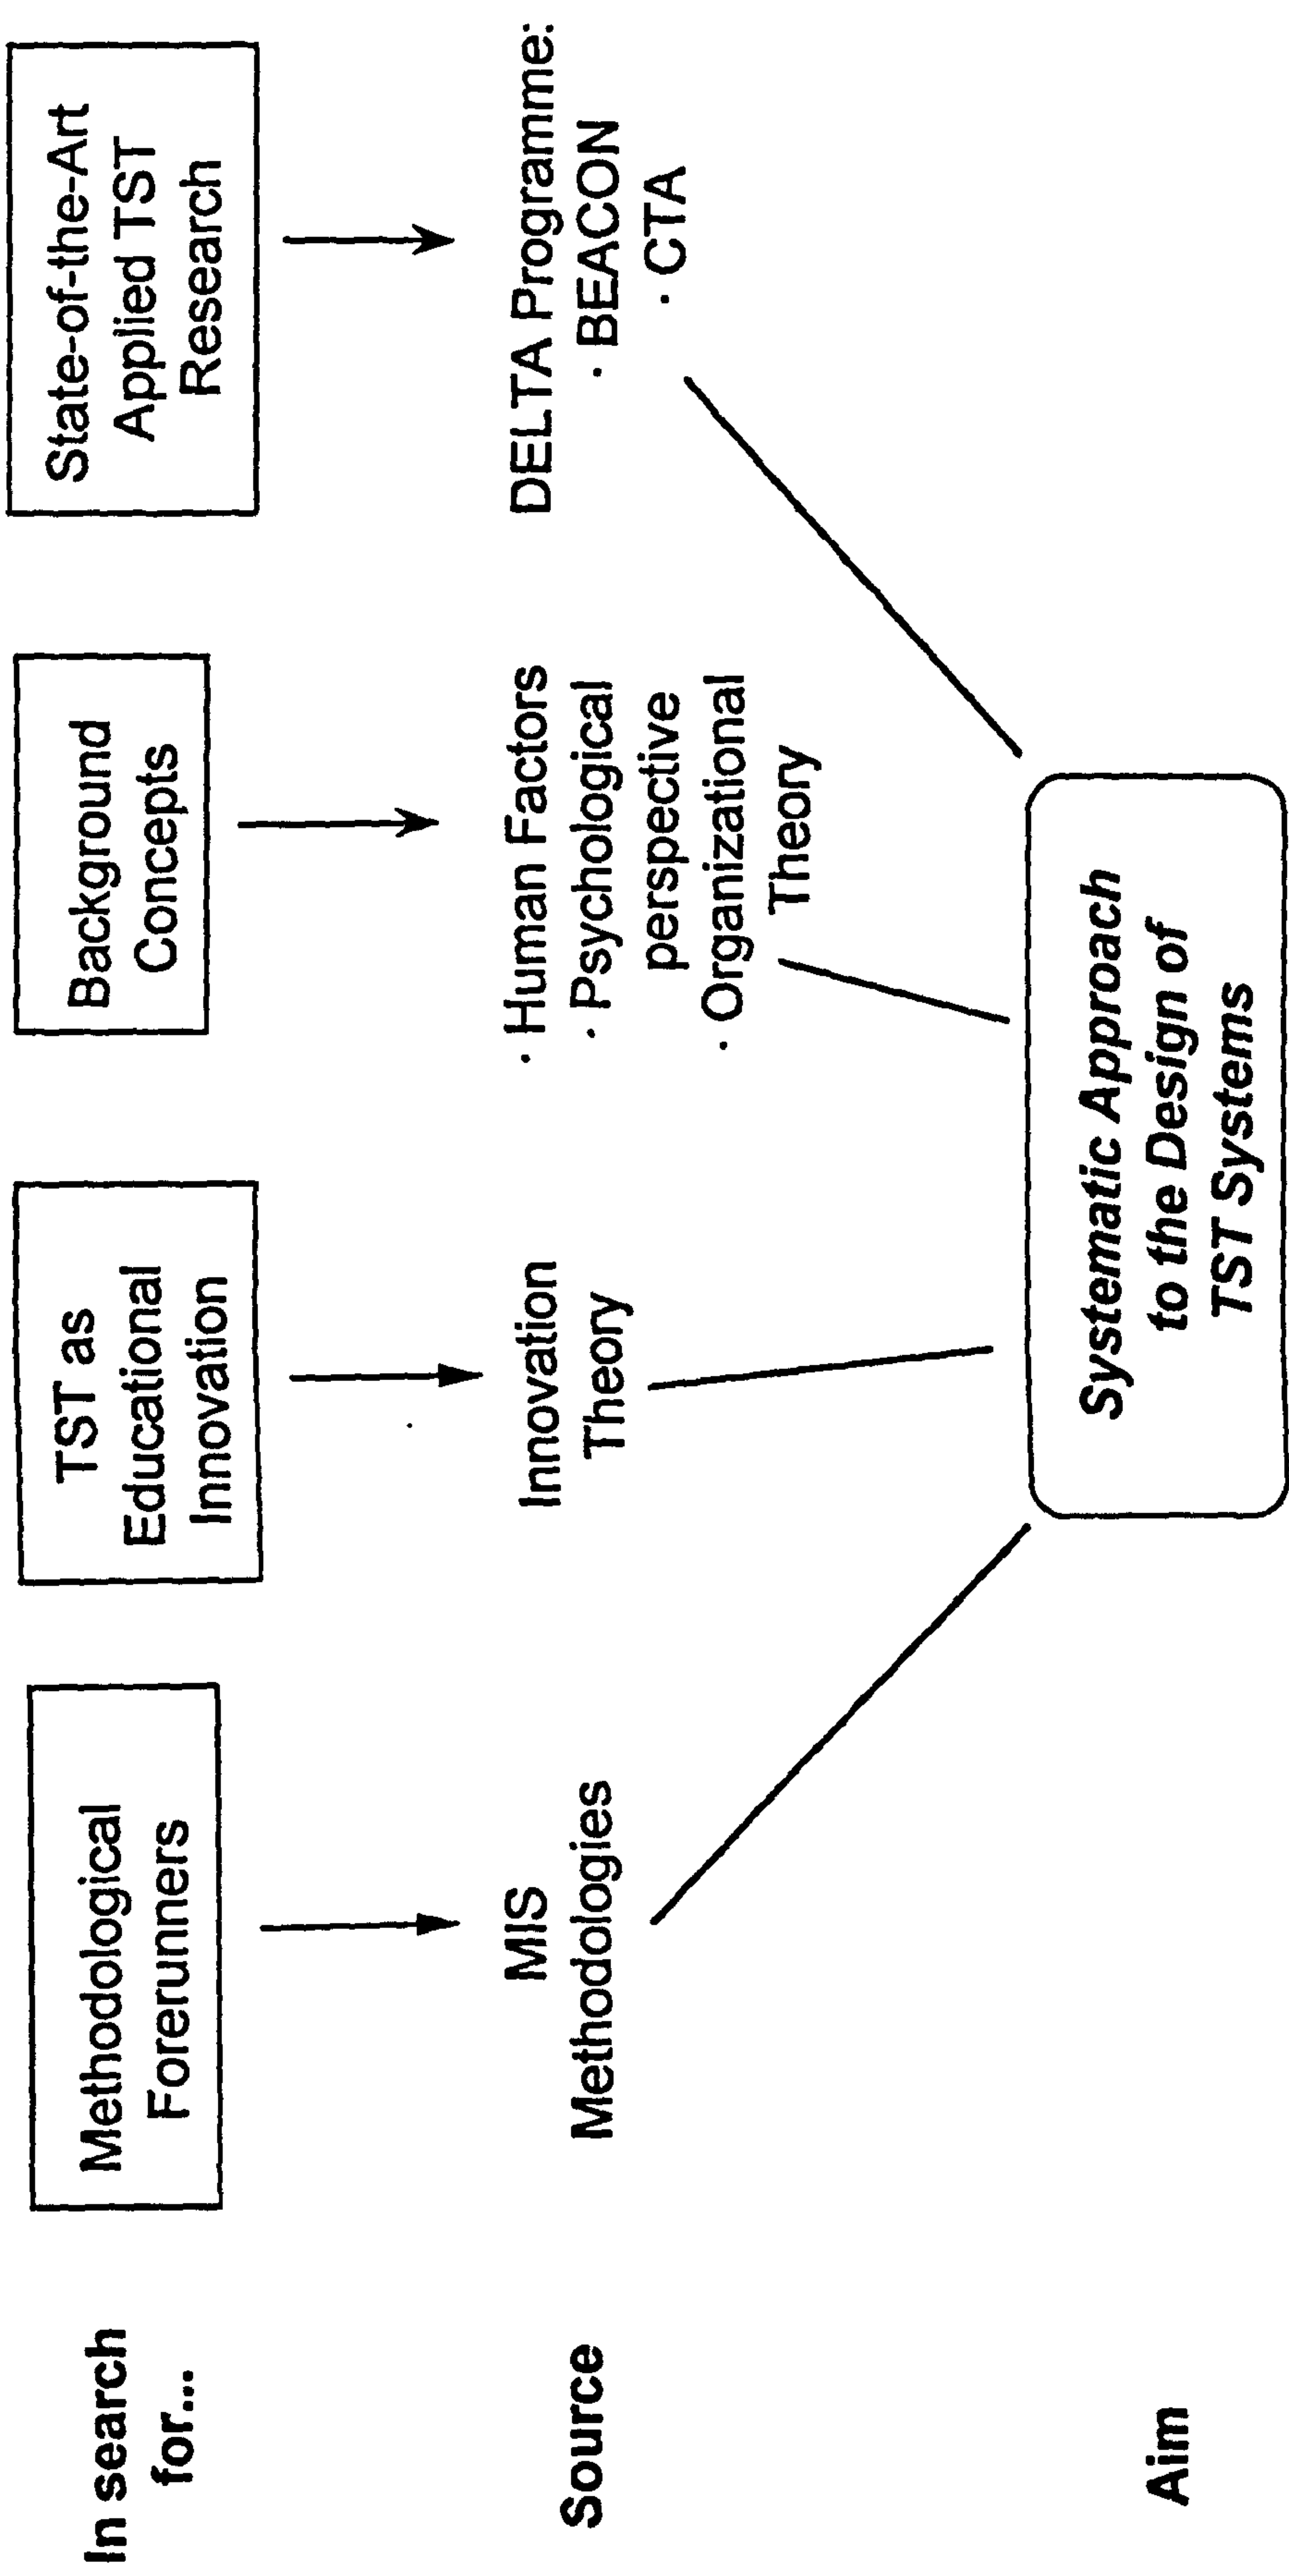 In search
for...
Methodological
Forerunners
TST as
Educational
Innovation
Background
Concepts
State-of-the-Art
Applied TST
Research
Source
MIS
Methodologies
Innovation
Theory
· Human Factors
· Psychological
perspective
· Organizational
Theory
DELTA Programme:
· BEACON
· CTA
Aim
Systematic Approach
to the Design of
TST Systems